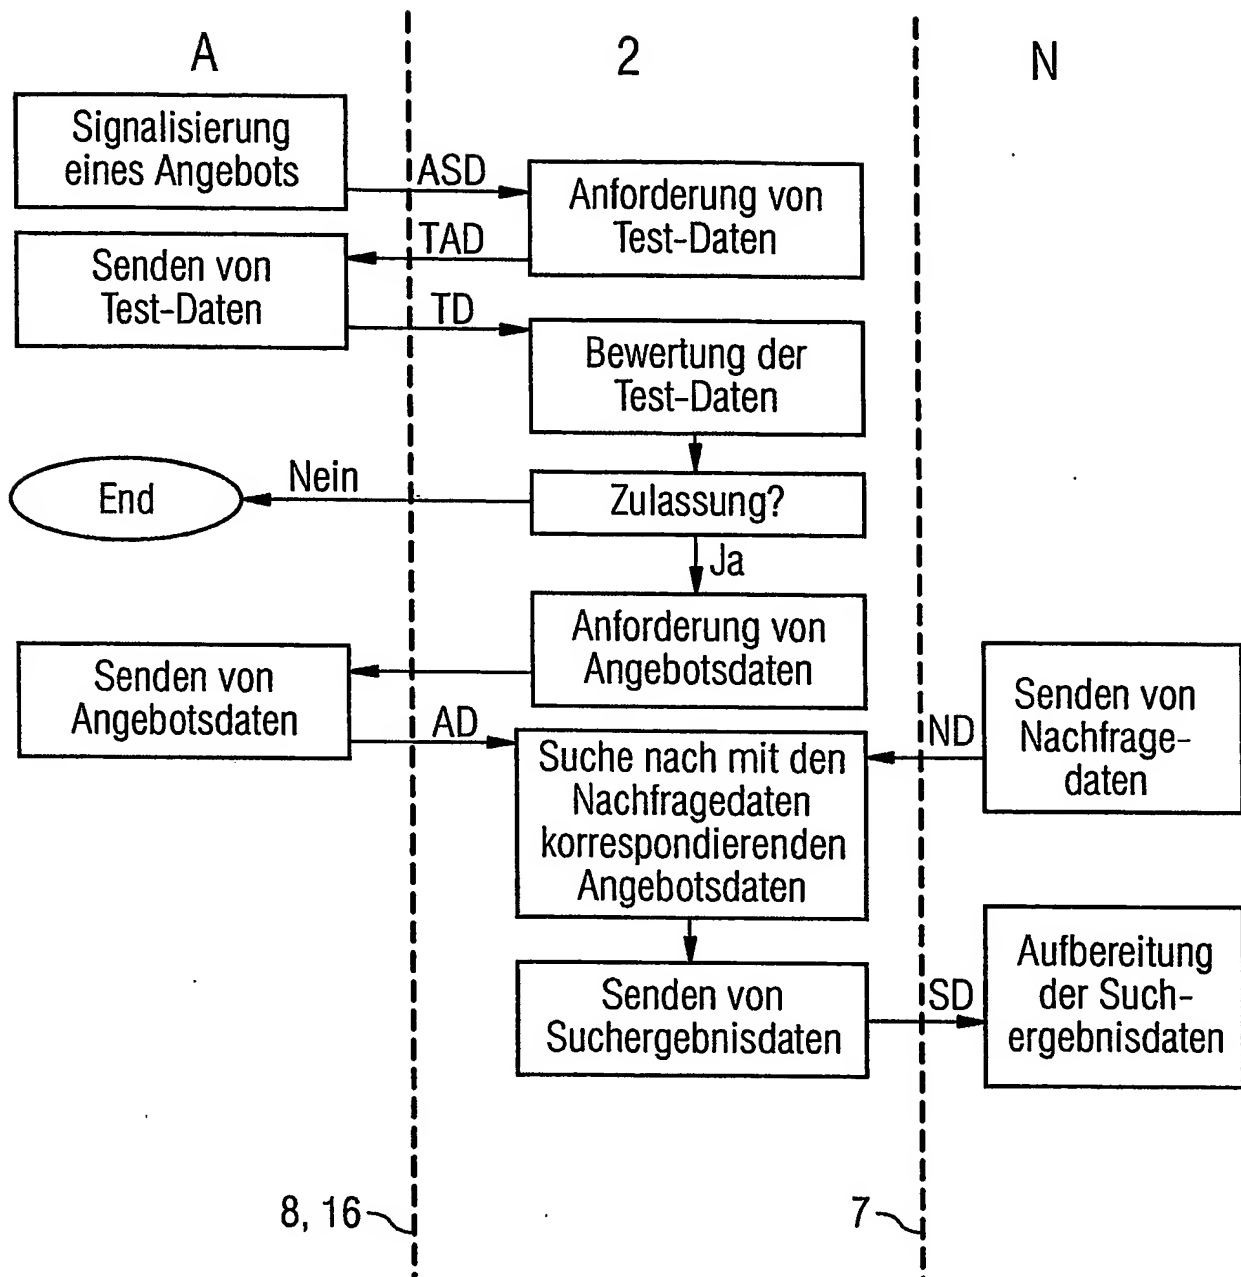 A
2
N
Signalisierung
eines Angebots
ASD
Anforderung von
Test-Daten
TAD
Senden von
Test-Daten
TD
Bewertung der
Test-Daten
End
Nein
Zulassung?
Ja
Anforderung von
Angebotsdaten
Senden von
Angebotsdaten
AD
Suche nach mit den
Nachfragedaten
korrespondierenden
Angebotsdaten
ND
Senden von
Nachfrage-
daten
Senden von
Suchergebnisdaten
SD
Aufbereitung
der Such-
ergebnisdaten
8, 16
7